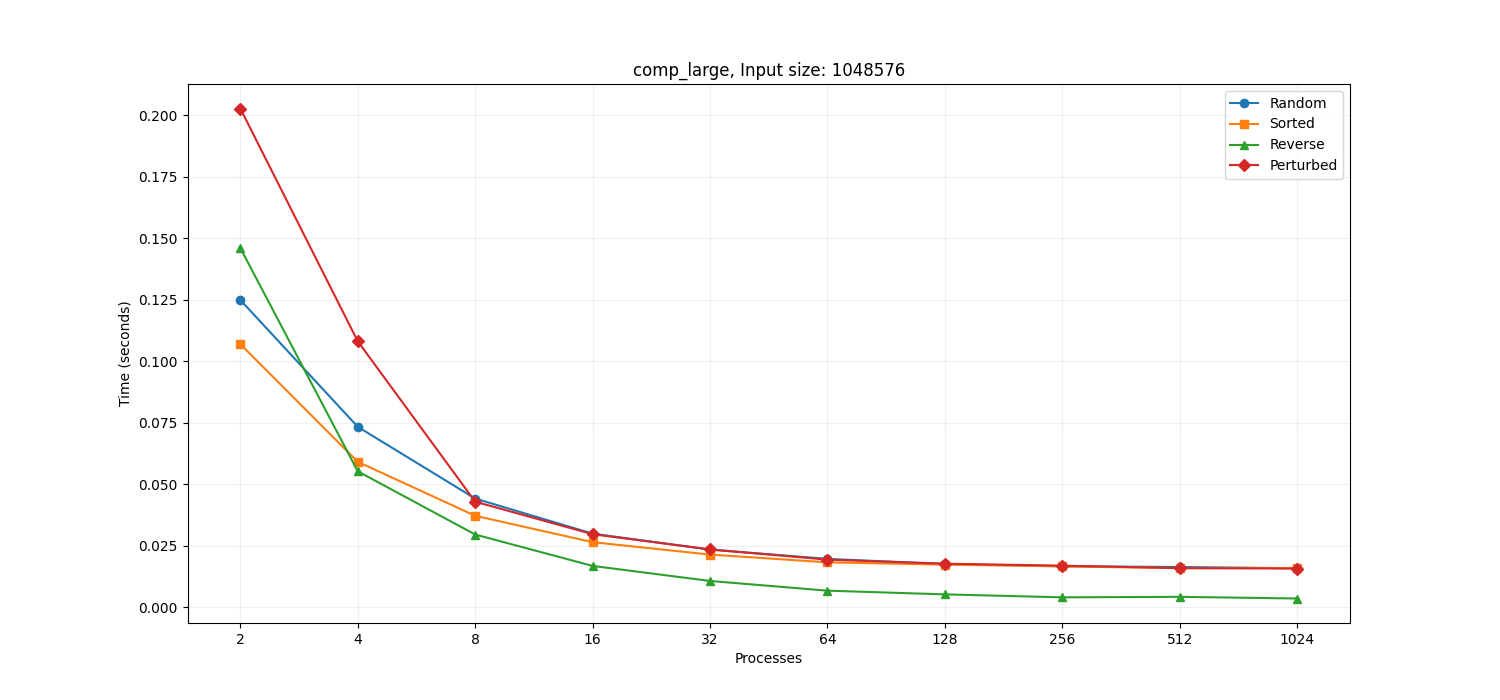 comp_large, Input size: 1048576
Random
Sorted
Reverse
Perturbed
0.200
0.175
0.150
0.125
0.100
0.075
0.050
0.025
0.000
Time (seconds)
2 4 8 16 32 64 128 256 512 1024
Processes